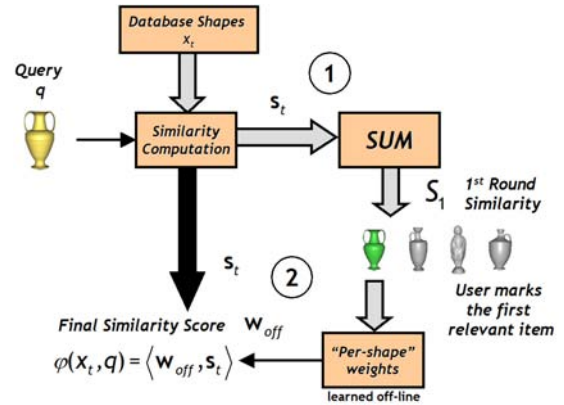 Database Shapes
x_t
1
Query
q
s_t
Similarity
Computation
SUM
S_1
1st Round
Similarity
s_t
2
User marks
the first
relevant item
Final Similarity Score
w_off
φ(x_t, q) = ⟨w_off, s_t⟩
“Per-shape”
weights
learned off-line